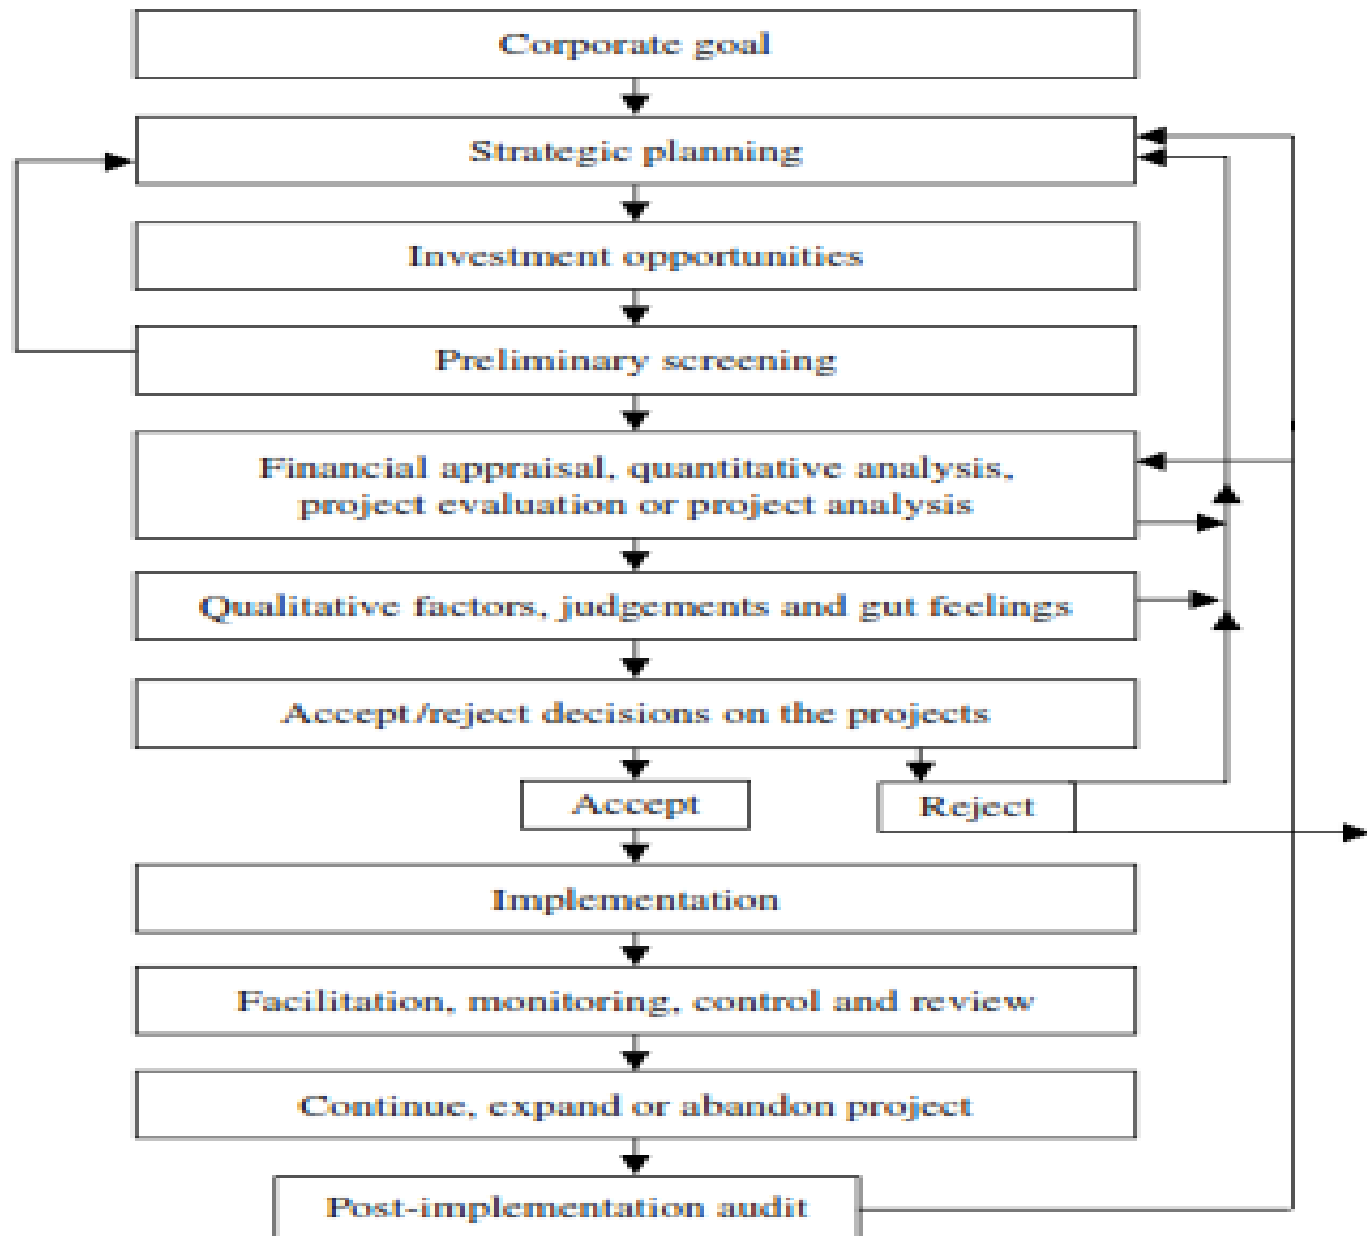 Corporate goal
Strategic planning
Investment opportunities
Preliminary screening
Financial appraisal, quantitative analysis,
project evaluation or project analysis
Qualitative factors, judgements and gut feelings
Accept/reject decisions on the projects
Accept
Reject
Implementation
Facilitation, monitoring, control and review
Continue, expand or abandon project
Post-implementation audit